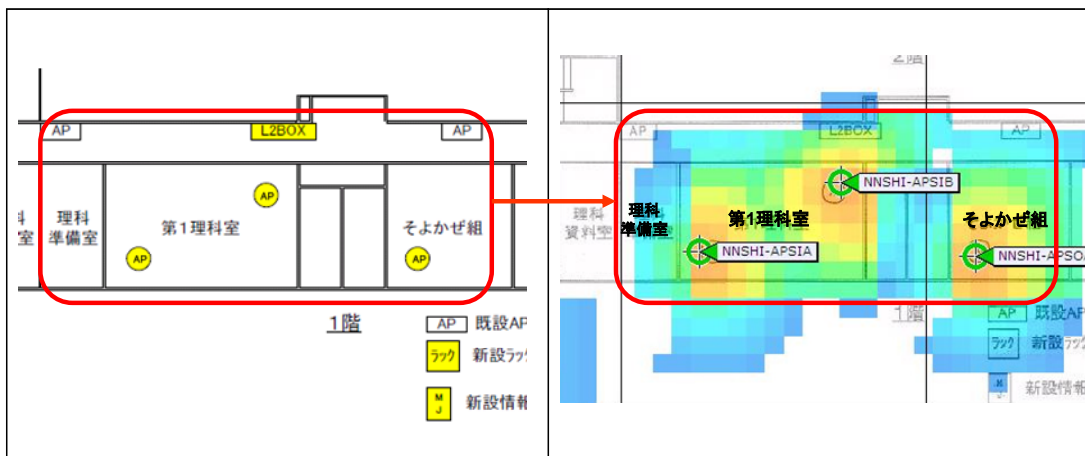 AP
L2BOX
AP
AP
理科
準備室
第1理科室
AP
そよかぜ組
AP
室
1階
AP 既設AP
ラック 新設ラッ
M
J
新設情報
2階
AP
L2BOX
AP
NNSHI-APSIB
理科
資料室
理科
準備室
第1理科室
そよかぜ組
NNSHI-APSIA
NNSHI-APSO
1階
AP 既設AP
ラック 新設ラッ
新設情報